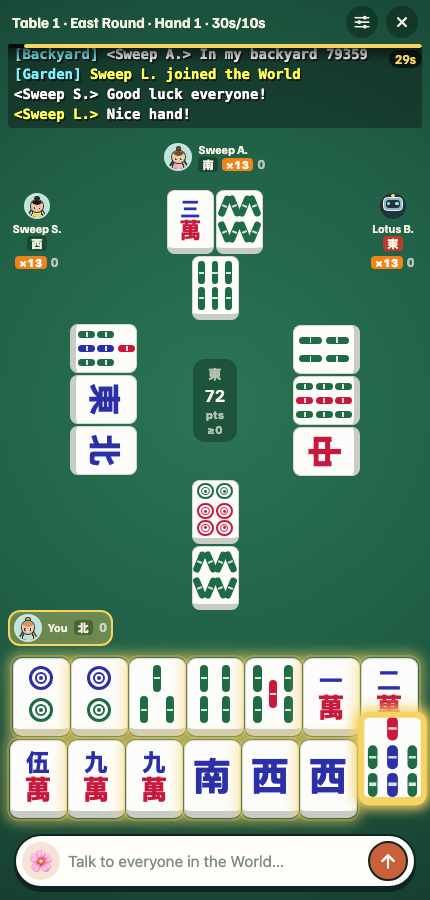 Table 1 · East Round · Hand 1 · 30s/10s
[Backyard] <Sweep A.> In my backyard 79359
29s
[Garden] Sweep L. joined the World
<Sweep S.> Good luck everyone!
<Sweep L.> Nice hand!
Sweep A.
南 ×13 0
Sweep S.
西
×13 0
Lotus B.
東
×13 0
三萬
東
北
中
東
72
pts
≥0
You 北 0
一萬 二萬
伍萬 九萬 九萬 南 西 西
Talk to everyone in the World...